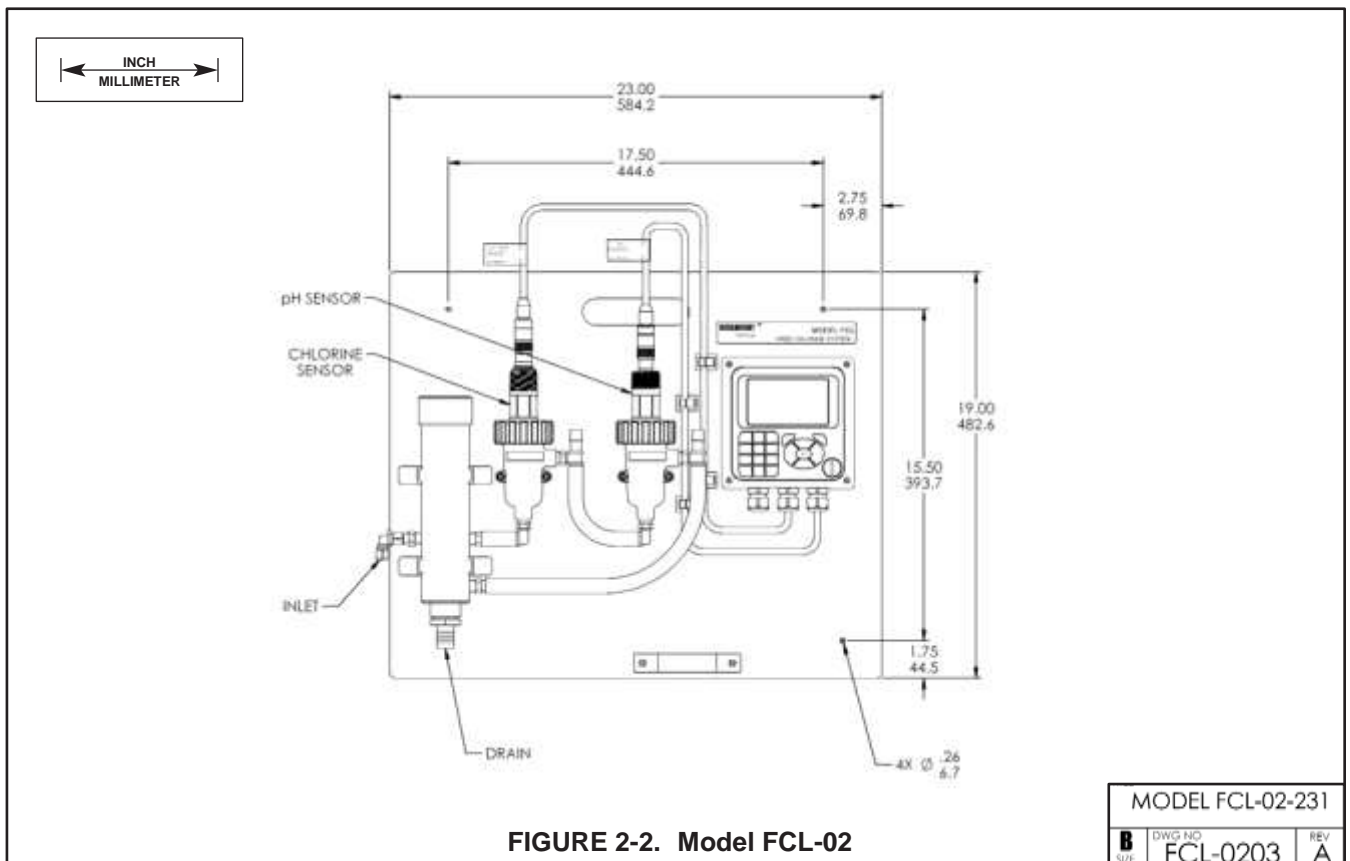 INCH
MILLIMETER
23.00
584.2
17.50
444.6
2.75
69.8
pH SENSOR
CHLORINE
SENSOR
MODEL FCL
19.00
482.6
15.50
393.7
INLET
1.75
44.5
DRAIN
4X Ø .26
6.7
MODEL FCL-02-231
FIGURE 2-2. Model FCL-02
B
SIZE
DWG NO
FCL-0203
REV
A